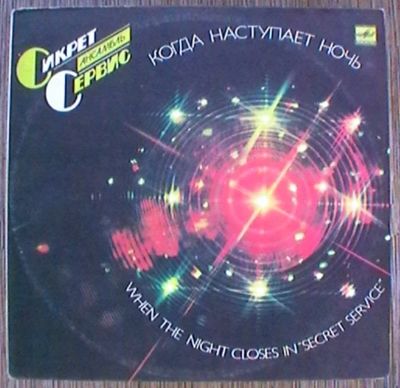 Сикрет
ансамбль
Сервис
КОГДА НАСТУПАЕТ НОЧЬ
WHEN THE NIGHT CLOSES IN "SECRET SERVICE"